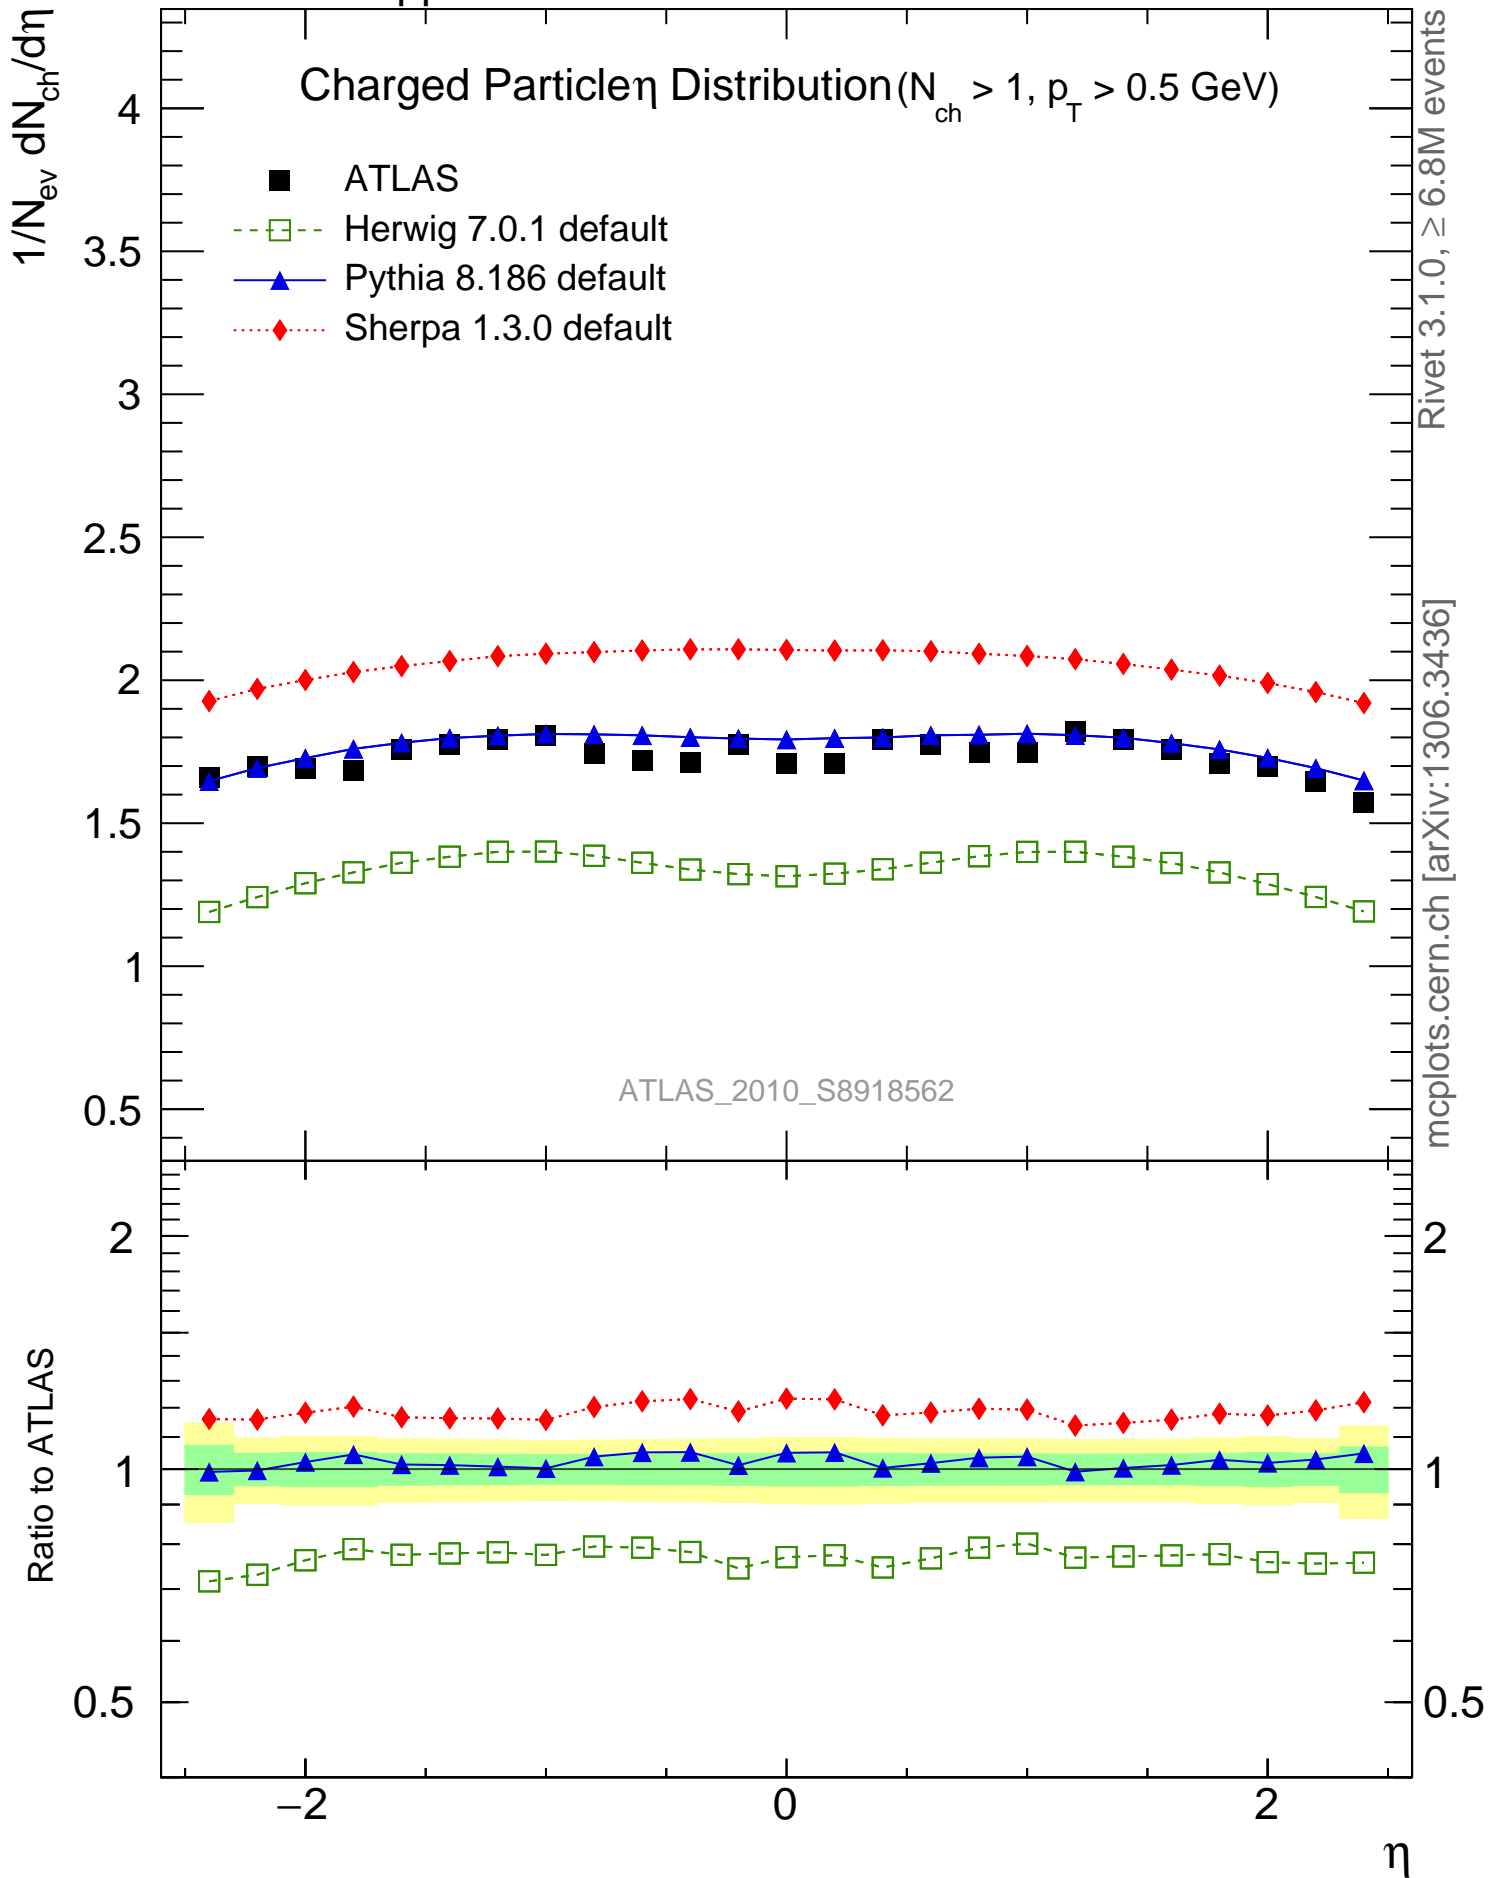 Charged Particleη Distribution (N_ch > 1, p_T > 0.5 GeV)
1/N_ev dN_ch/dη
ATLAS
Herwig 7.0.1 default
Pythia 8.186 default
Sherpa 1.3.0 default
4
3.5
3
2.5
2
1.5
1
0.5
ATLAS_2010_S8918562
Rivet 3.1.0, ≥ 6.8M events
mcplots.cern.ch [arXiv:1306.3436]
Ratio to ATLAS
2
1
0.5
2
1
0.5
−2
0
2
η